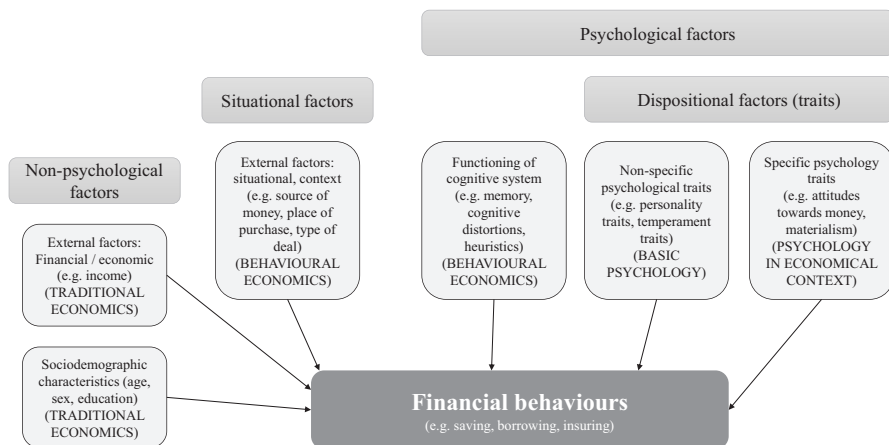 Psychological factors
Situational factors
Dispositional factors (traits)
Non-psychological
factors
External factors:
situational, context
(e.g. source of
money, place of
purchase, type of
deal)
(BEHAVIOURAL
ECONOMICS)
Functioning of
cognitive system
(e.g. memory,
cognitive
distortions,
heuristics)
(BEHAVIOURAL
ECONOMICS)
Non-specific
psychological traits
(e.g. personality
traits, temperament
traits)
(BASIC
PSYCHOLOGY)
Specific psychology
traits
(e.g. attitudes
towards money,
materialism)
(PSYCHOLOGY
IN ECONOMICAL
CONTEXT)
External factors:
Financial / economic
(e.g. income)
(TRADITIONAL
ECONOMICS)
Sociodemographic
characteristics (age,
sex, education)
(TRADITIONAL
ECONOMICS)
Financial behaviours
(e.g. saving, borrowing, insuring)